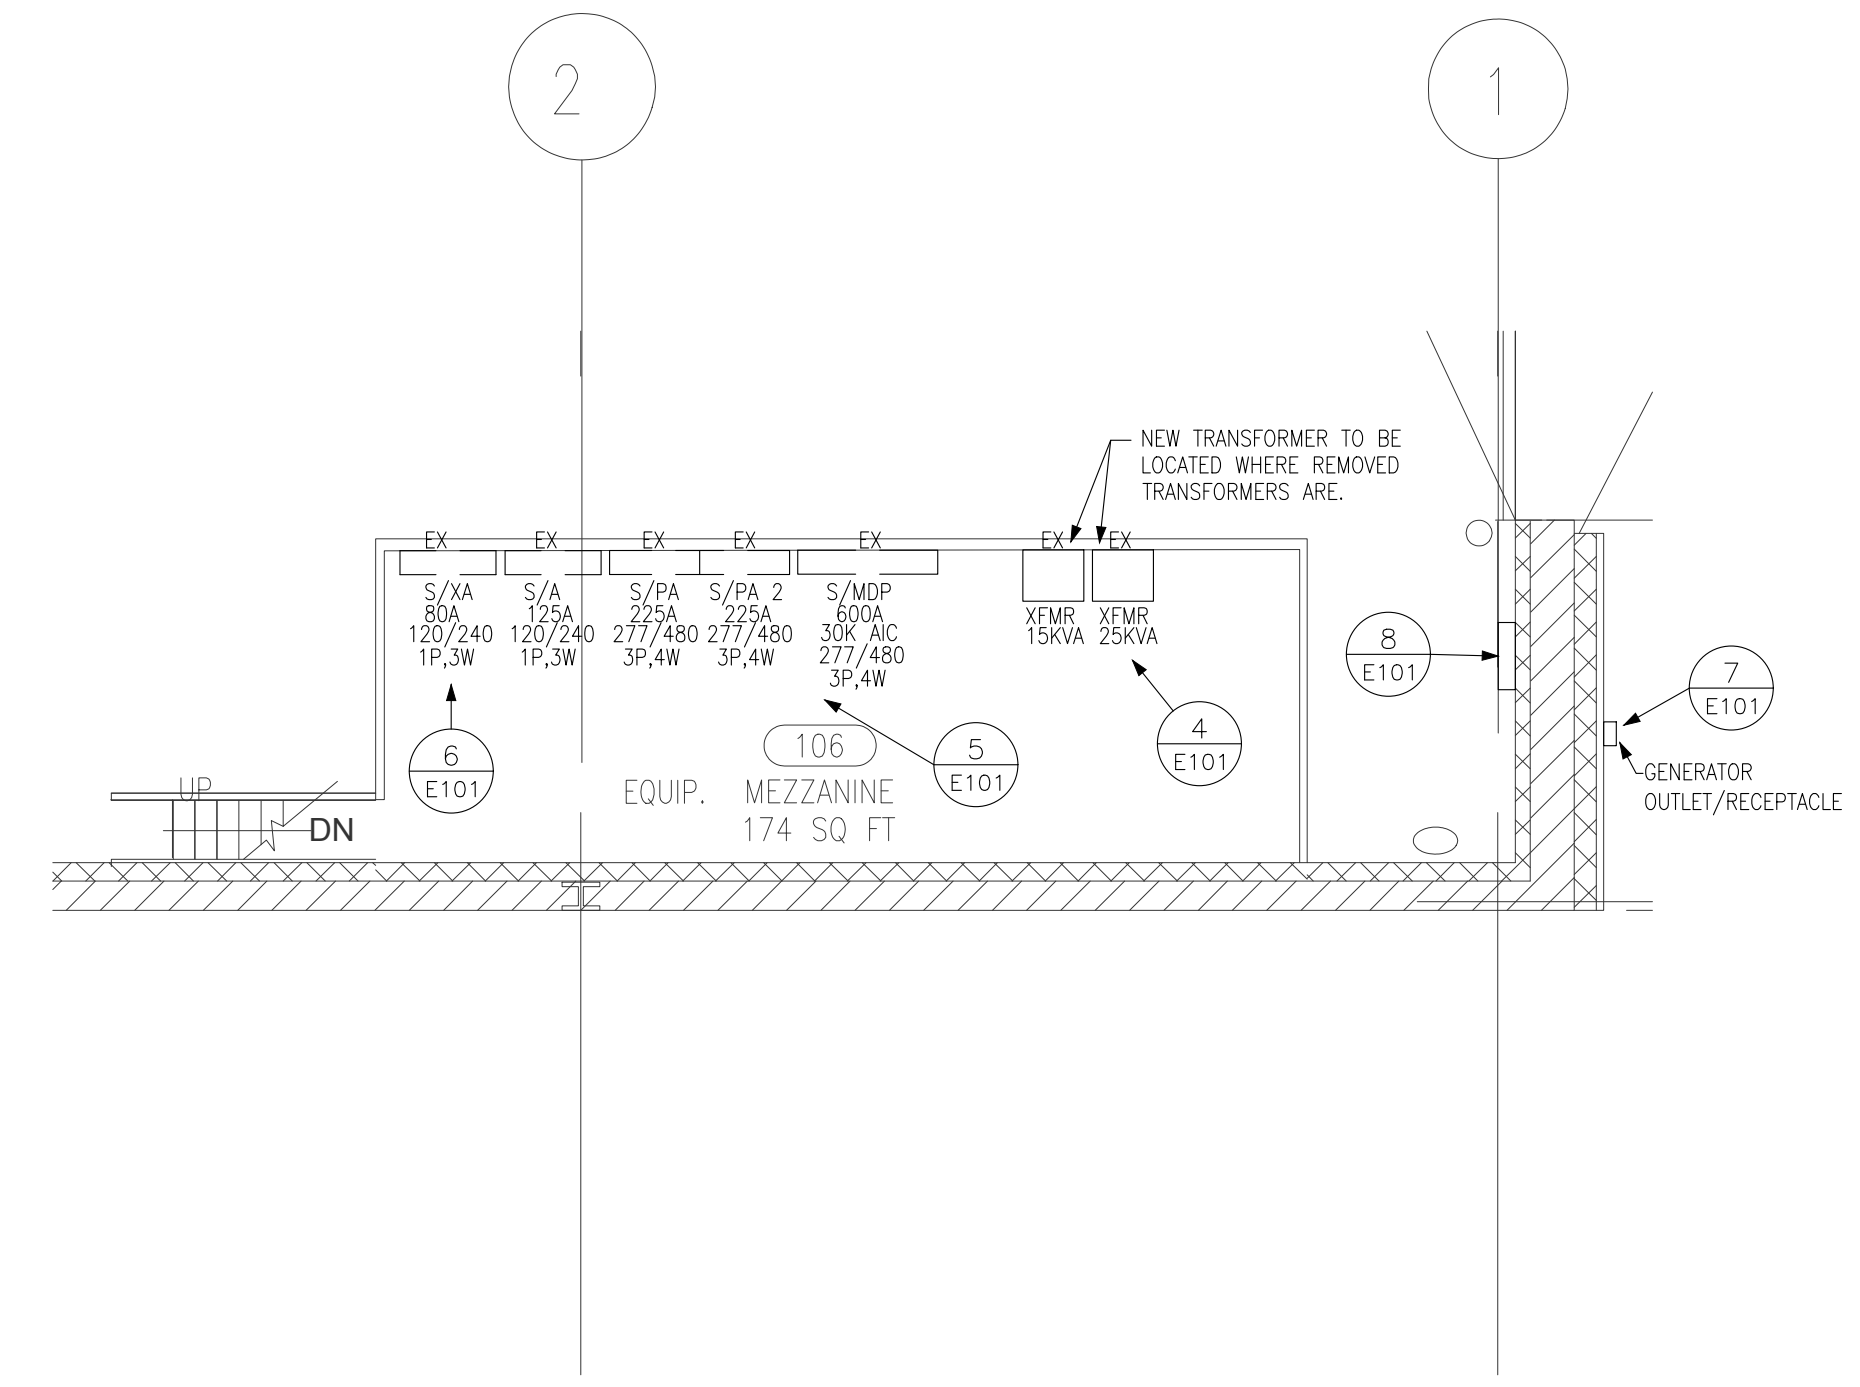 2
1
NEW TRANSFORMER TO BE
LOCATED WHERE REMOVED
TRANSFORMERS ARE.
EX
EX
EX
EX
EX
EX
EX
S/XA
80A
120/240
1P,3W
S/A
125A
120/240
1P,3W
S/PA
225A
277/480
3P,4W
S/PA 2
225A
277/480
3P,4W
S/MDP
600A
30K AIC
277/480
3P,4W
XFMR
15KVA
XFMR
25KVA
8
E101
7
E101
4
E101
5
E101
6
E101
106
EQUIP. MEZZANINE
174 SQ FT
GENERATOR
OUTLET/RECEPTACLE
UP
DN